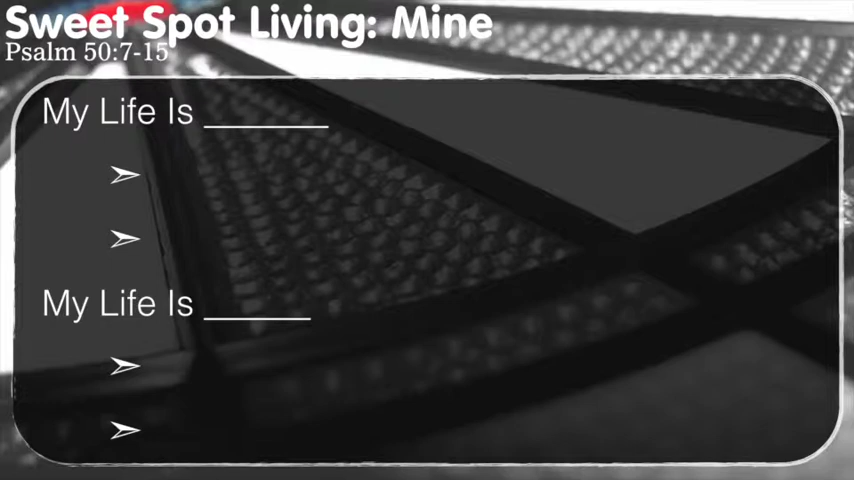 Sweet Spot Living: Mine
Psalm 50:7-15
My Life Is _______
➢
➢
My Life Is ______
➢
➢